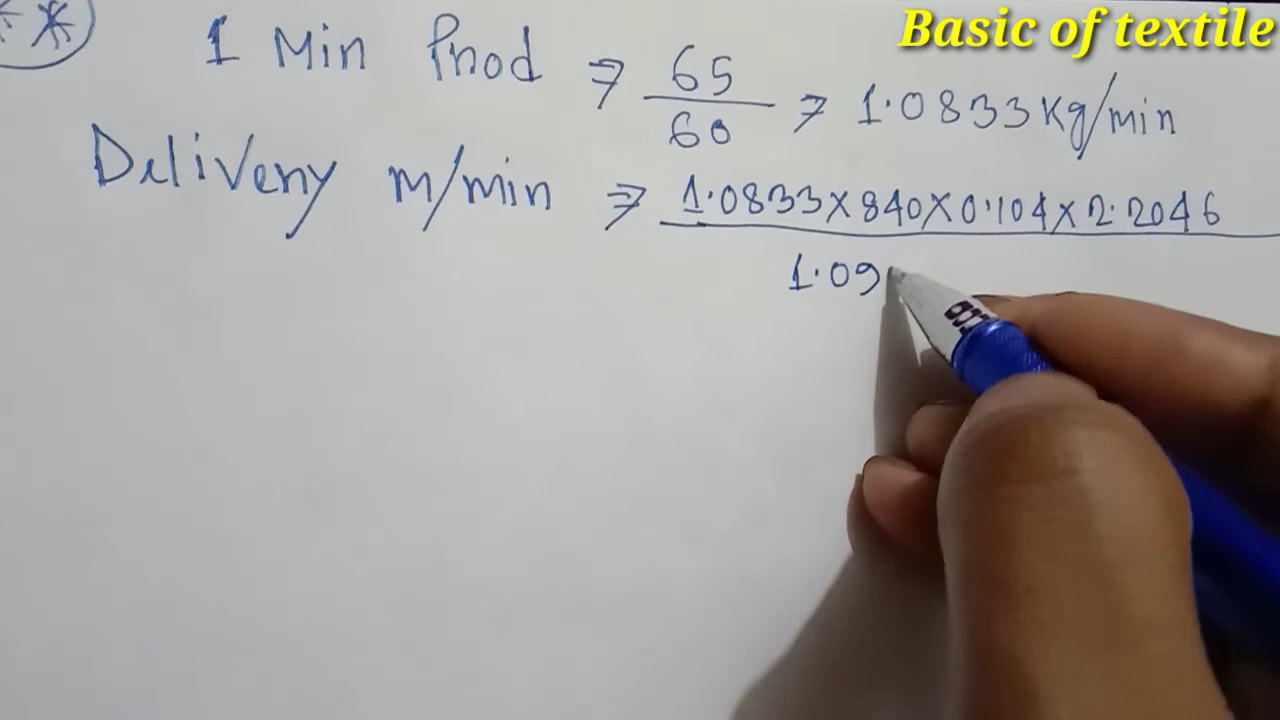 Basic of textile
1 Min Prod ⇒ 65/60 ⇒ 1.0833 Kg/min
Delivery m/min ⇒ 1.0833×840×0.104×2.2046
1.09